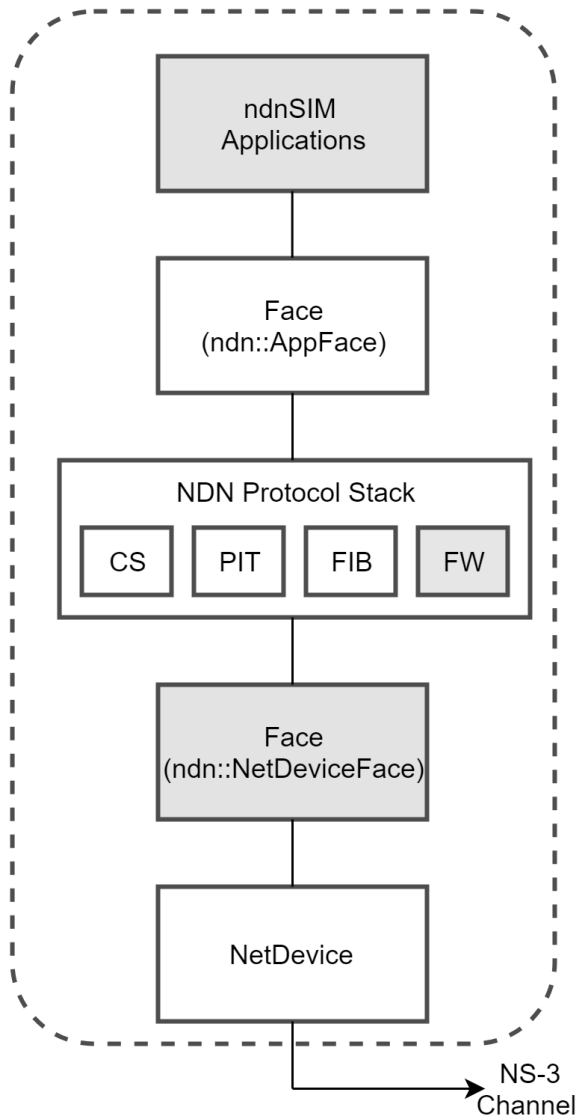 ndnSIM
Applications
Face
(ndn::AppFace)
NDN Protocol Stack
CS PIT FIB FW
Face
(ndn::NetDeviceFace)
NetDevice
NS-3
Channel